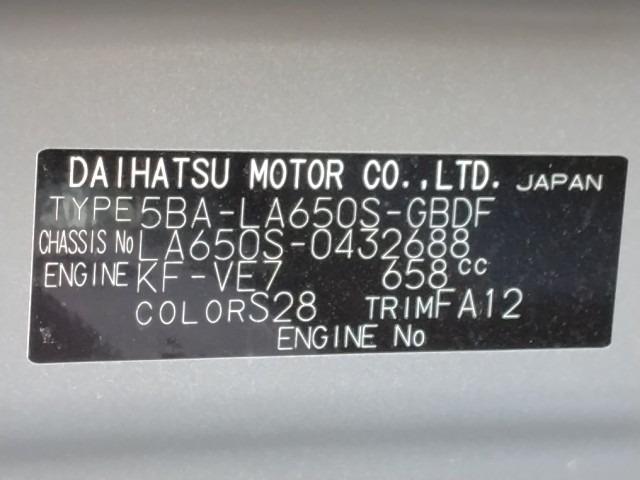 DAIHATSU MOTOR CO.,LTD. JAPAN
TYPE 5BA-LA650S-GBDF
CHASSIS No LA650S-0432688
ENGINE KF-VE7 658cc
COLOR S28 TRIM FA12
ENGINE No